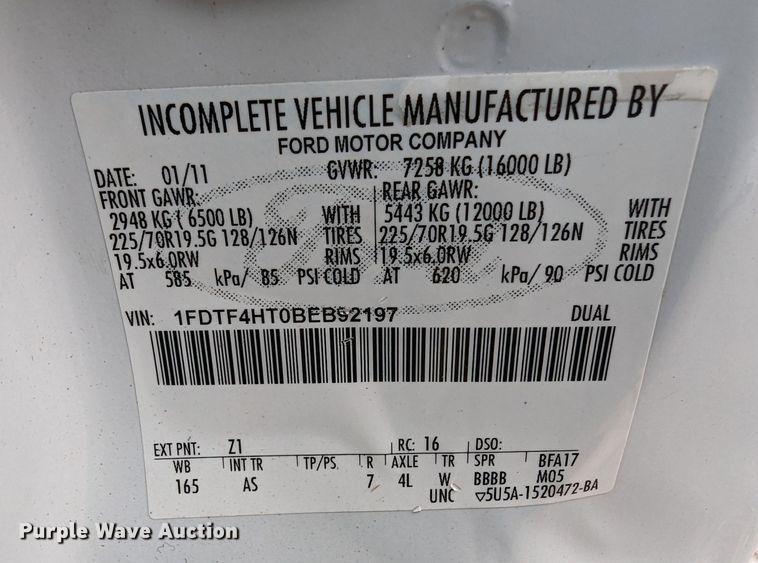 INCOMPLETE VEHICLE MANUFACTURED BY
FORD MOTOR COMPANY
DATE: 01/11 GVWR: 7258 KG (16000 LB)
FRONT GAWR: REAR GAWR:
2948 KG ( 6500 LB) WITH 5443 KG (12000 LB) WITH
225/70R19.5G 128/126N TIRES 225/70R19.5G 128/126N TIRES
19.5x6.0RW RIMS 19.5x6.0RW RIMS
AT 585 kPa/ 85 PSI COLD AT 620 kPa/ 90 PSI COLD
VIN: 1FDTF4HT0BEB92197 DUAL
EXT PNT: Z1 RC: 16 DSO:
WB INT TR TP/PS R AXLE TR SPR BFA17
165 AS 7 4L W BBBB M05
UNC ▽5U5A-1520472-BA
Purple Wave Auction